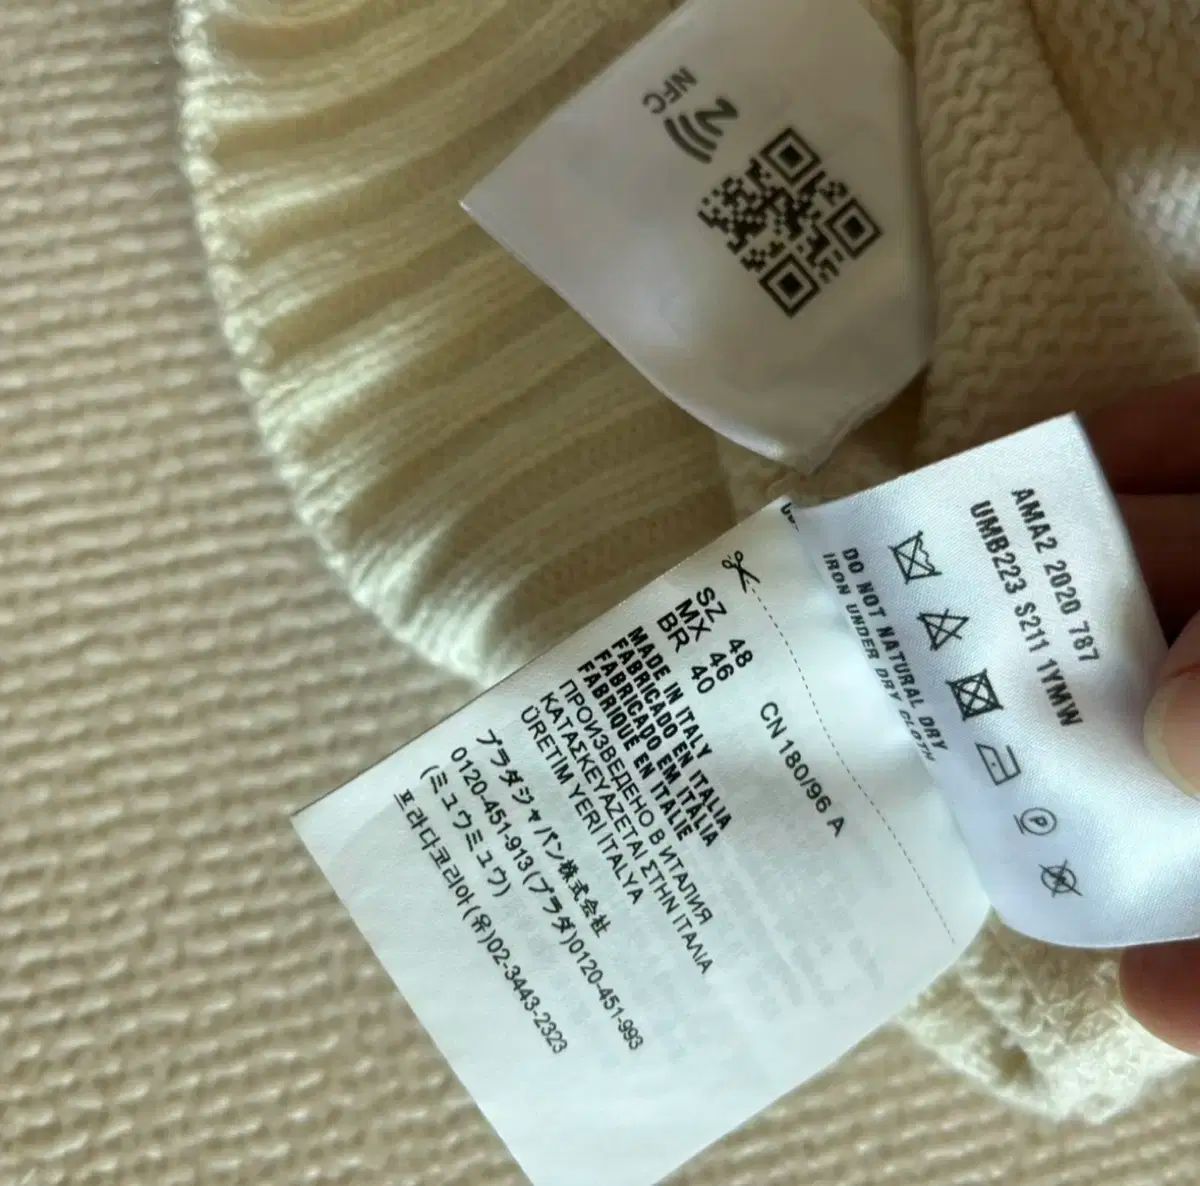 NFC
AMA2 2020 787
UMB223 S211 1YMW
DO NOT NATURAL DRY
IRON UNDER DRY CLOTH
SZ 48
MX 46
BR 40
CN 180/96 A
MADE IN ITALY
FABRICADO EN ITALIA
FABRICADO EM ITÁLIA
FABRIQUÉ EN ITALIE
ПРОИЗВЕДЕНО В ИТАЛИЯ
ΚΑΤΑΣΚΕΥΑΖΕΤΑΙ ΣΤΗΝ ΙΤΑΛΙΑ
ÜRETIM YERI İTALYA
プラダジャパン株式会社
0120-451-913(プラダ)0120-451-993
(ミュウミュウ)
프라다코리아(유)02-3443-2323